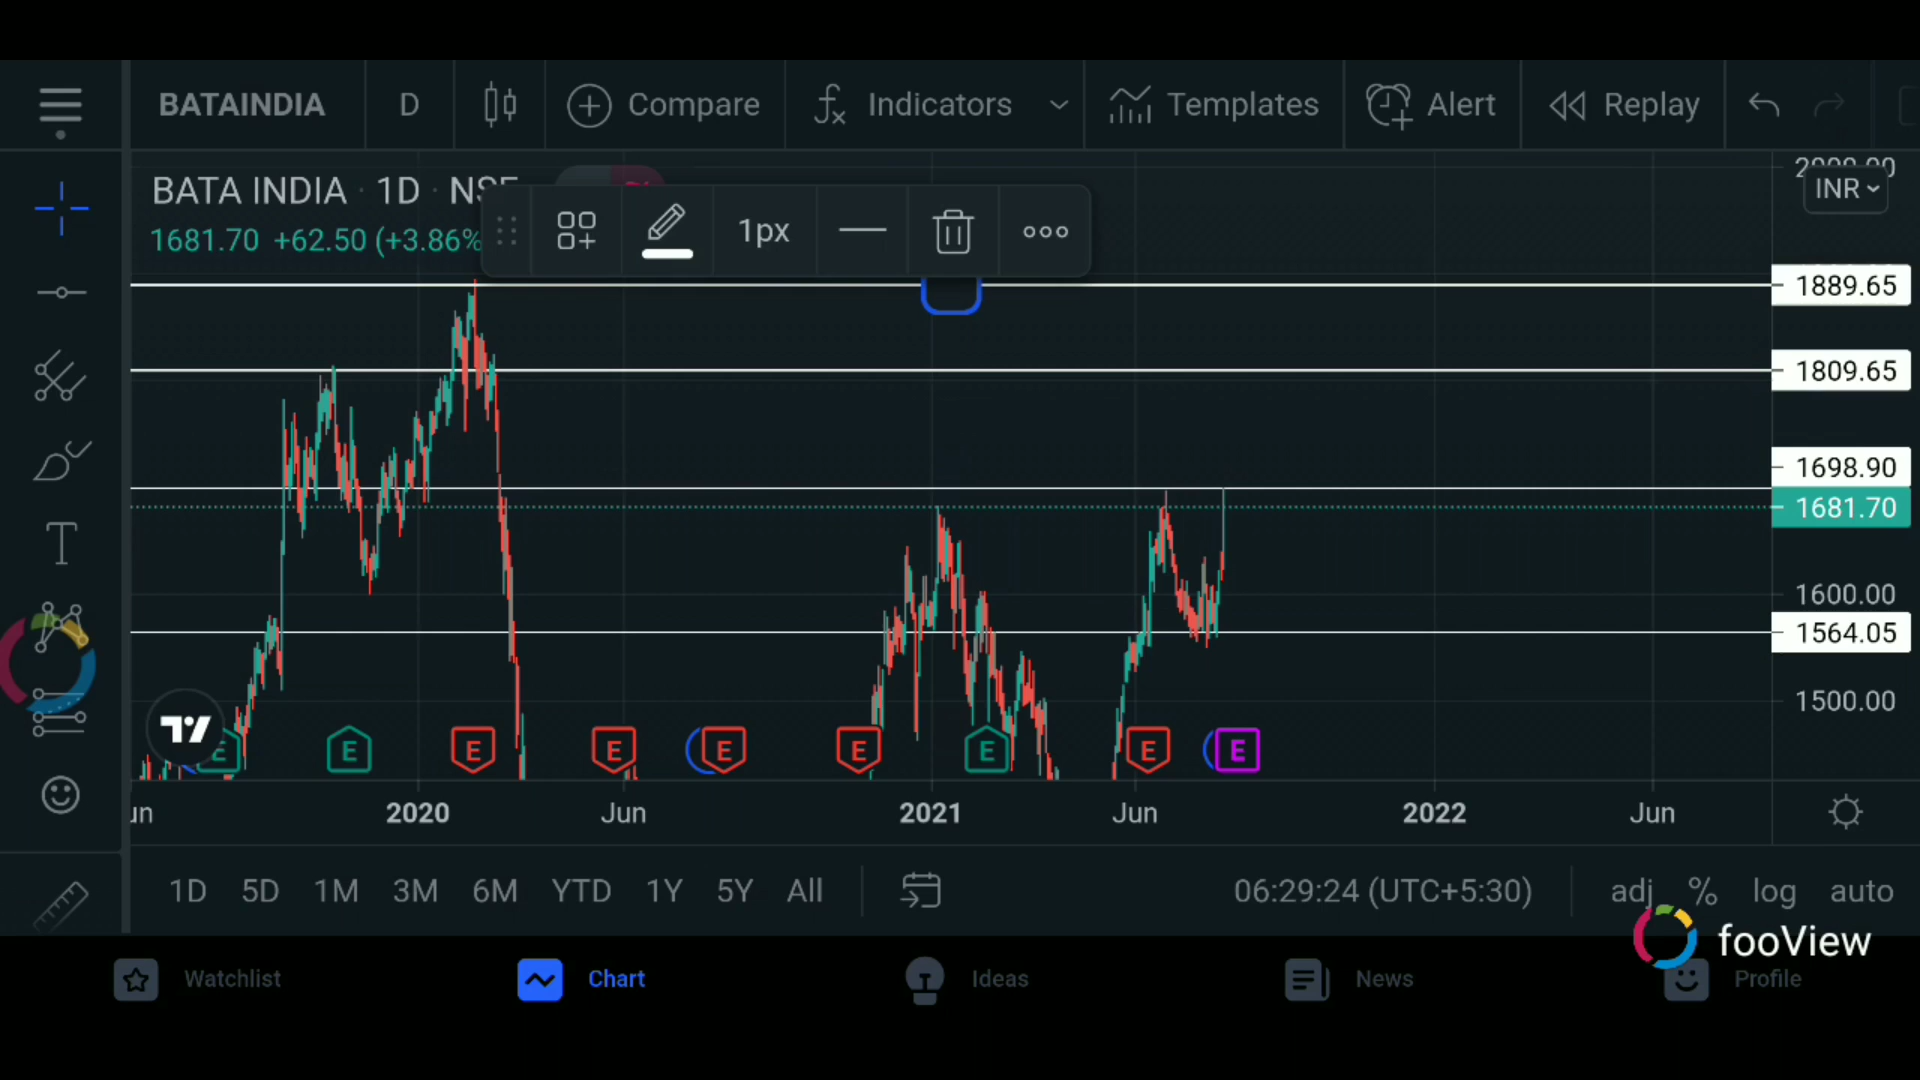 BATAINDIA D Compare Indicators Templates Alert Replay
BATA INDIA · 1D · NSE
1681.70 +62.50 (+3.86%
1px
INR
1889.65
1809.65
1698.90
1681.70
1600.00
1564.05
1500.00
E E E E E E E E E
2020 Jun 2021 Jun 2022 Jun
1D 5D 1M 3M 6M YTD 1Y 5Y All 06:29:24 (UTC+5:30) adj % log auto
fooView
Watchlist Chart Ideas News Profile